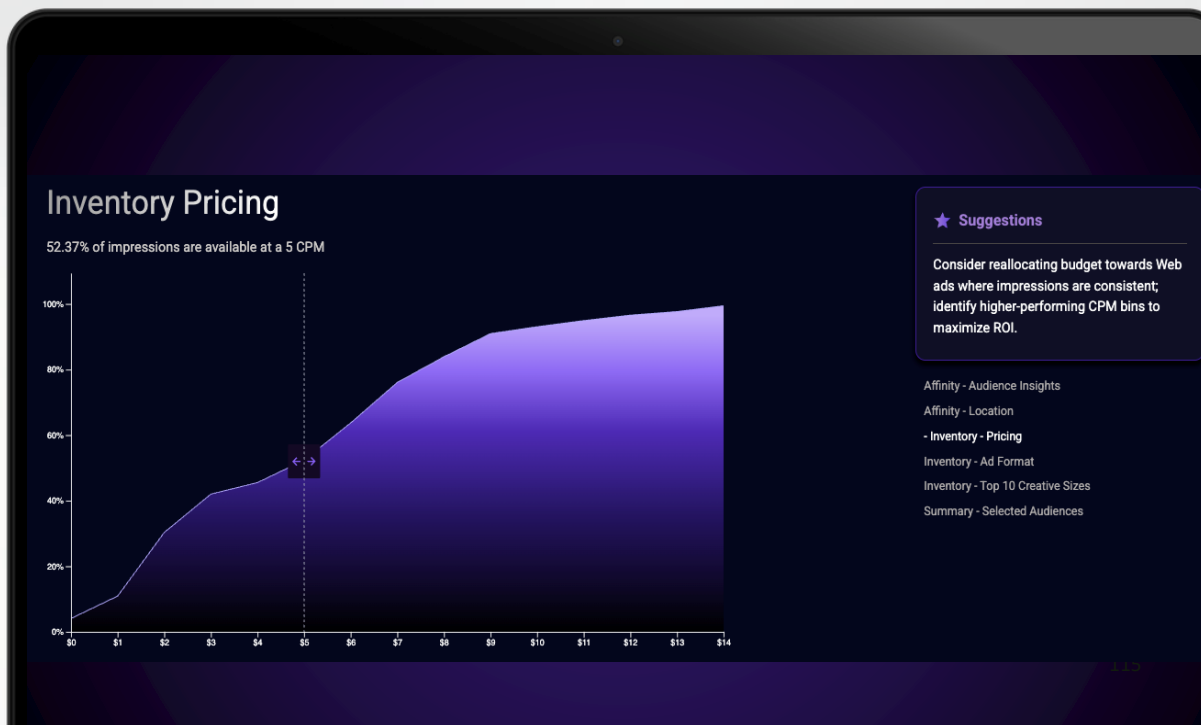 Inventory Pricing
52.37% of impressions are available at a 5 CPM
100%
80%
60%
40%
20%
0%
$0 $1 $2 $3 $4 $5 $6 $7 $8 $9 $10 $11 $12 $13 $14
Suggestions
Consider reallocating budget towards Web
ads where impressions are consistent;
identify higher-performing CPM bins to
maximize ROI.
Affinity - Audience Insights
Affinity - Location
- Inventory - Pricing
Inventory - Ad Format
Inventory - Top 10 Creative Sizes
Summary - Selected Audiences
115